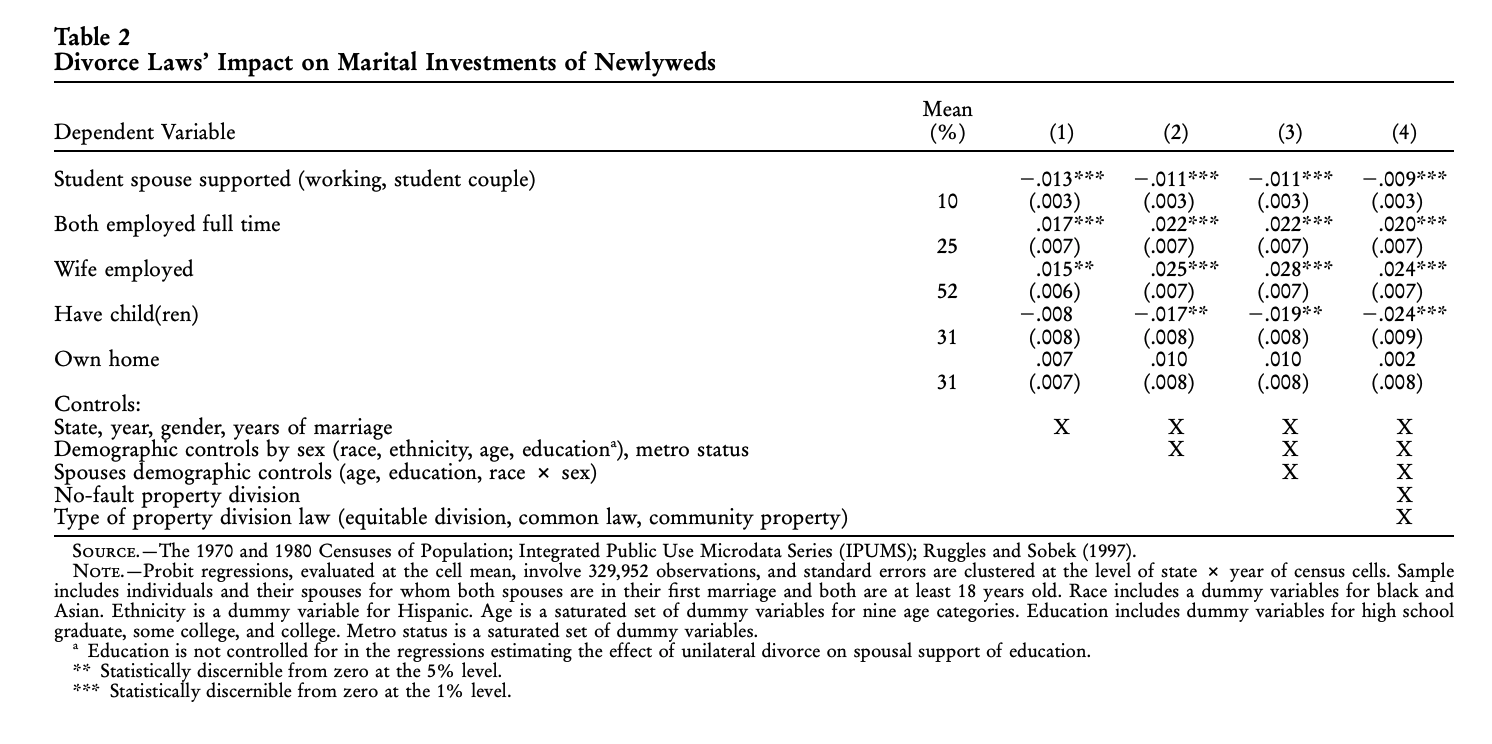 Table 2
Divorce Laws' Impact on Marital Investments of Newlyweds
Mean
Dependent Variable (%) (1) (2) (3) (4)
Student spouse supported (working, student couple) −.013*** −.011*** −.011*** −.009***
10 (.003) (.003) (.003) (.003)
Both employed full time .017*** .022*** .022*** .020***
25 (.007) (.007) (.007) (.007)
Wife employed .015** .025*** .028*** .024***
52 (.006) (.007) (.007) (.007)
Have child(ren) −.008 −.017** −.019** −.024***
31 (.008) (.008) (.008) (.009)
Own home .007 .010 .010 .002
31 (.007) (.008) (.008) (.008)
Controls:
State, year, gender, years of marriage X X X X
Demographic controls by sex (race, ethnicity, age, educationᵃ), metro status X X X
Spouses demographic controls (age, education, race × sex) X X
No-fault property division X
Type of property division law (equitable division, common law, community property) X
Source.—The 1970 and 1980 Censuses of Population; Integrated Public Use Microdata Series (IPUMS); Ruggles and Sobek (1997).
Note.—Probit regressions, evaluated at the cell mean, involve 329,952 observations, and standard errors are clustered at the level of state × year of census cells. Sample
includes individuals and their spouses for whom both spouses are in their first marriage and both are at least 18 years old. Race includes a dummy variables for black and
Asian. Ethnicity is a dummy variable for Hispanic. Age is a saturated set of dummy variables for nine age categories. Education includes dummy variables for high school
graduate, some college, and college. Metro status is a saturated set of dummy variables.
ᵃ Education is not controlled for in the regressions estimating the effect of unilateral divorce on spousal support of education.
** Statistically discernible from zero at the 5% level.
*** Statistically discernible from zero at the 1% level.